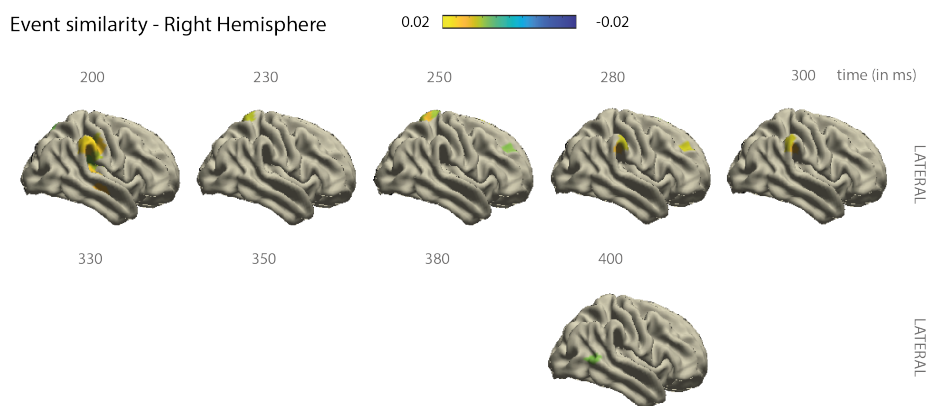 Event similarity - Right Hemisphere
0.02 -0.02
200 230 250 280 300 time (in ms)
LATERAL
330 350 380 400
LATERAL